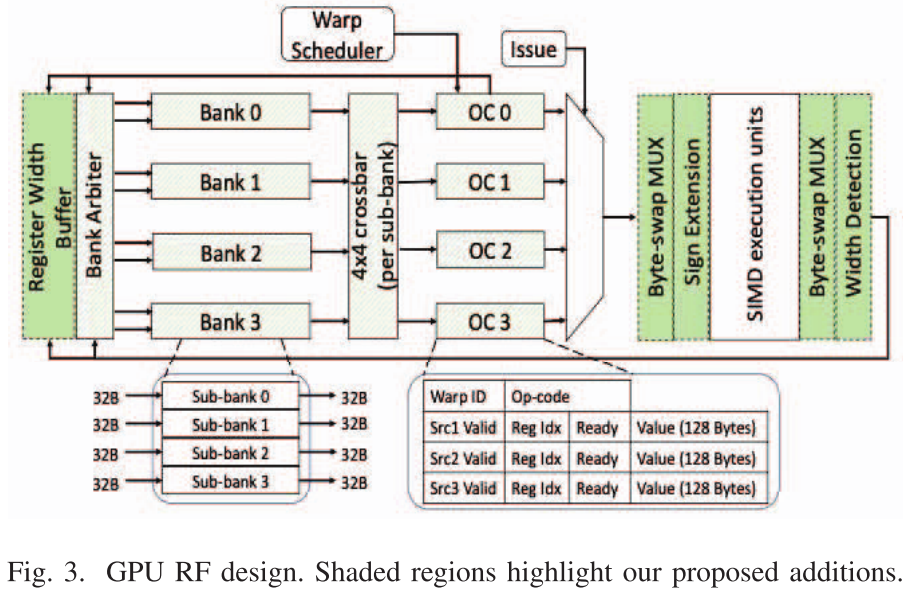 Warp
Scheduler
Issue
Register Width
Buffer
Bank Arbiter
Bank 0
Bank 1
Bank 2
Bank 3
4x4 crossbar
(per sub-bank)
OC 0
OC 1
OC 2
OC 3
Byte-swap MUX
Sign Extension
SIMD execution units
Byte-swap MUX
Width Detection
32B Sub-bank 0 32B
32B Sub-bank 1 32B
32B Sub-bank 2 32B
32B Sub-bank 3 32B
Warp ID Op-code
Src1 Valid Reg Idx Ready Value (128 Bytes)
Src2 Valid Reg Idx Ready Value (128 Bytes)
Src3 Valid Reg Idx Ready Value (128 Bytes)
Fig. 3. GPU RF design. Shaded regions highlight our proposed additions.